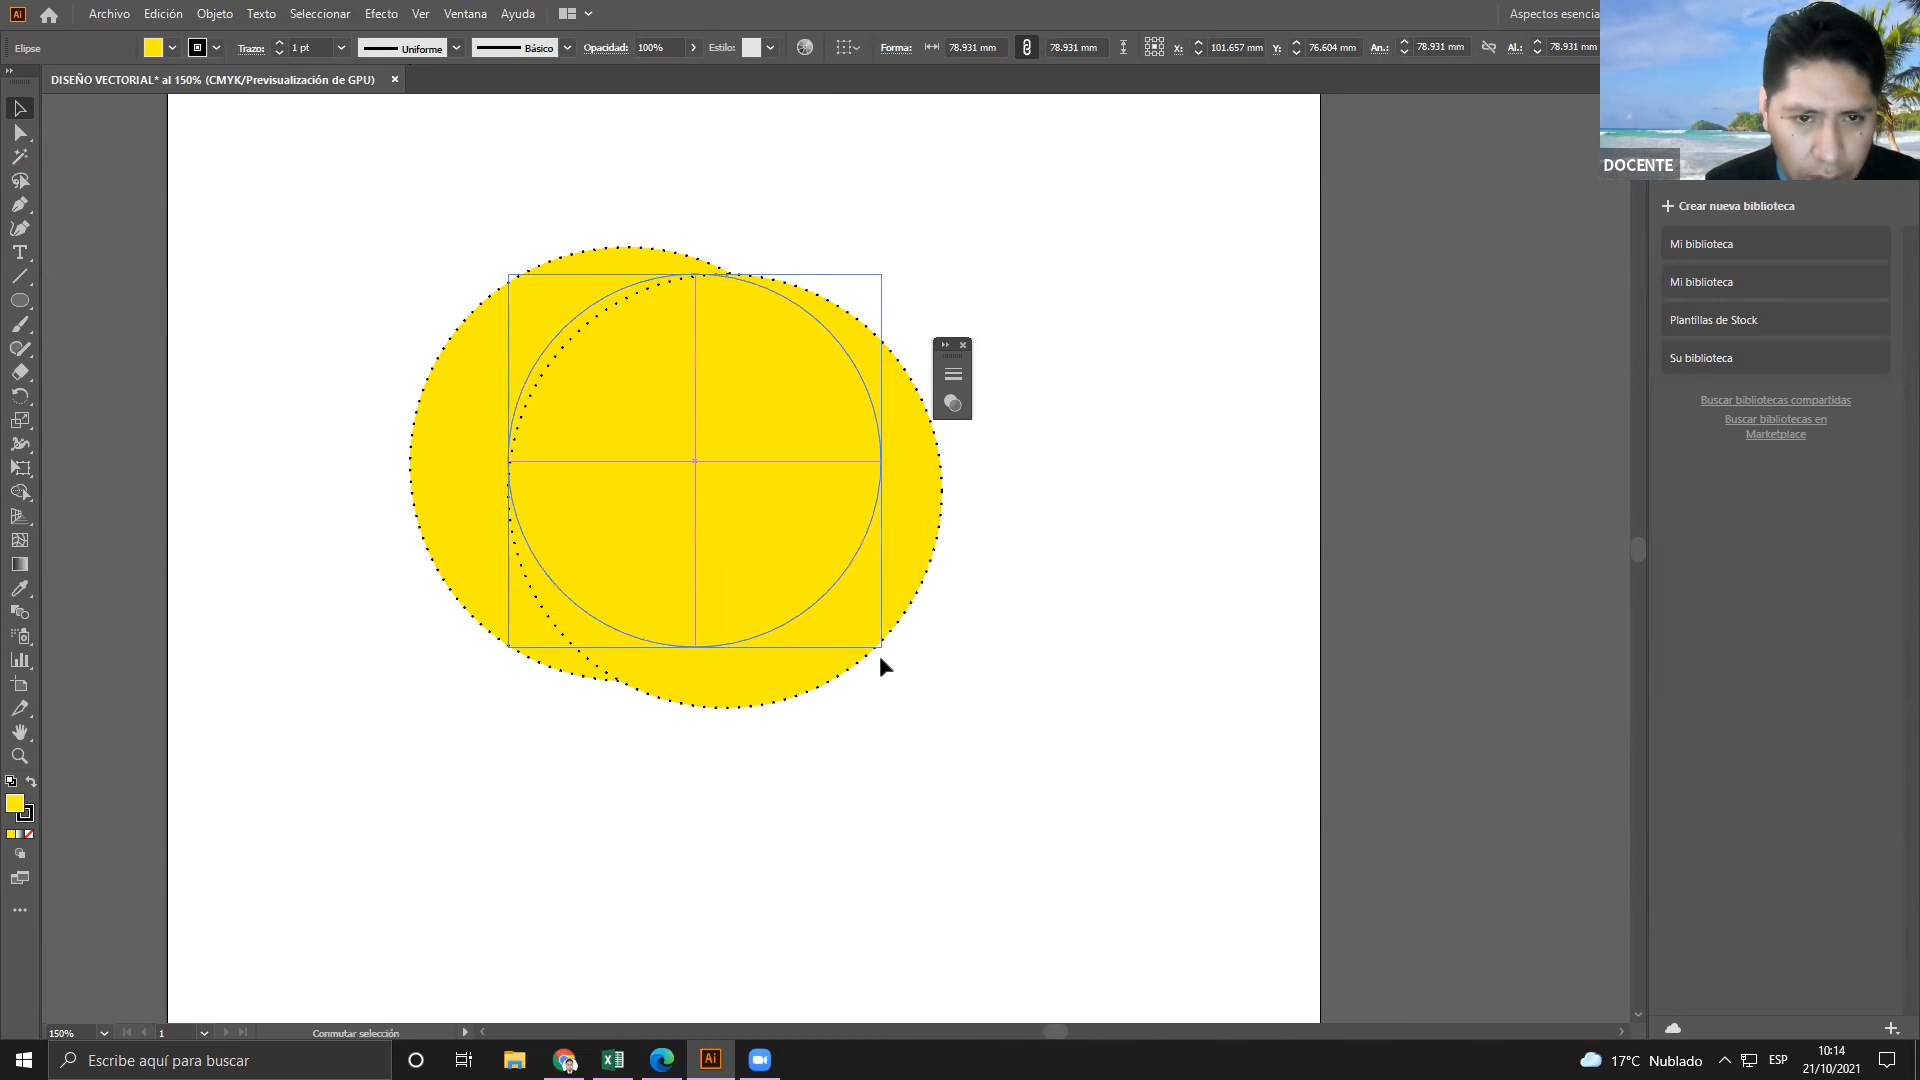 Ai Archivo Edición Objeto Texto Seleccionar Efecto Ver Ventana Ayuda Aspectos esencia
Elipse Trazo: 1 pt Uniforme Básico Opacidad: 100% Estilo: Forma: 78.931 mm 78.931 mm X: 101.657 mm Y: 76.604 mm An.: 78.931 mm Al.: 78.931 mm
DISEÑO VECTORIAL* al 150% (CMYK/Previsualización de GPU) ×
DOCENTE
Crear nueva biblioteca
Mi biblioteca
Mi biblioteca
Plantillas de Stock
Su biblioteca
Buscar bibliotecas compartidas
Buscar bibliotecas en
Marketplace
150% 1 Conmutar selección
Escribe aquí para buscar
Ai
17°C Nublado
ESP
10:14
21/10/2021